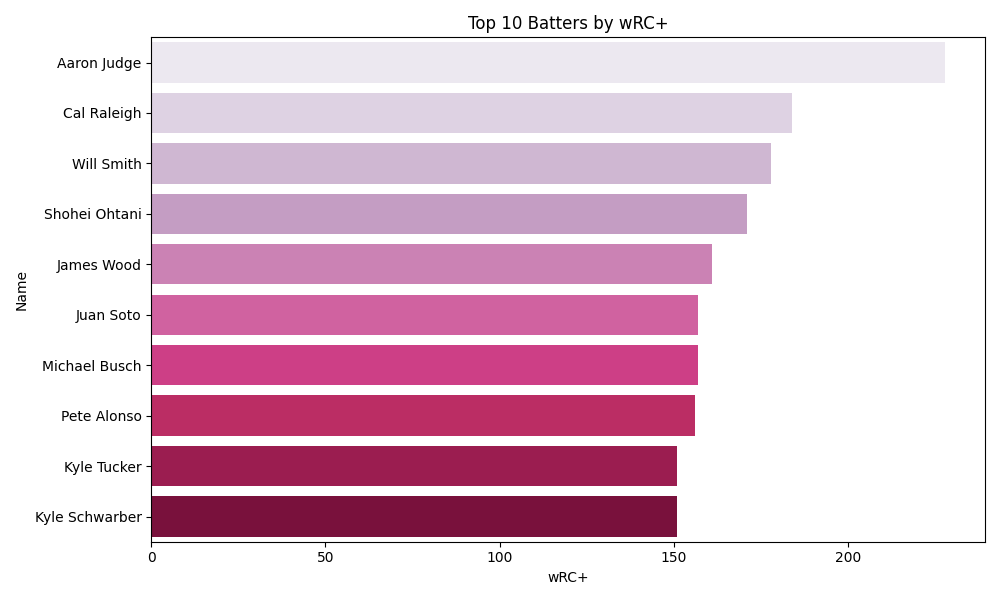 Top 10 Batters by wRC+
Name
Aaron Judge
Cal Raleigh
Will Smith
Shohei Ohtani
James Wood
Juan Soto
Michael Busch
Pete Alonso
Kyle Tucker
Kyle Schwarber
0 50 100 150 200
wRC+